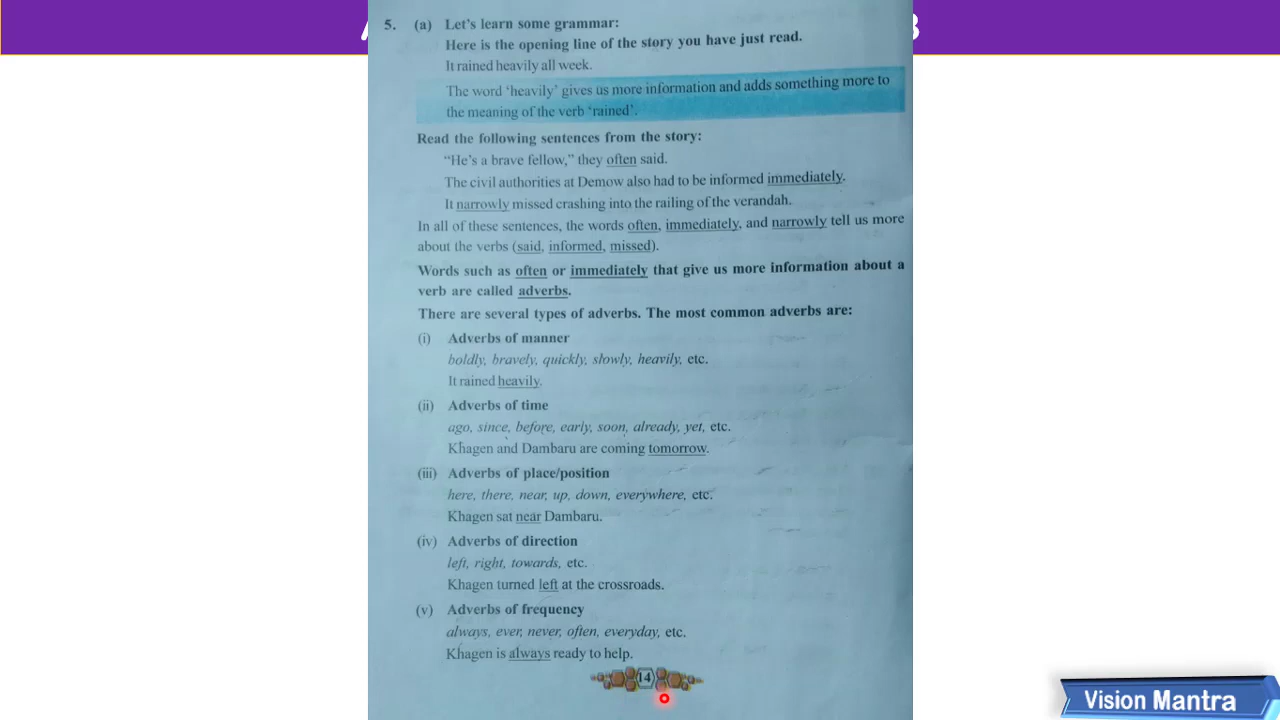 5. (a) Let's learn some grammar:
Here is the opening line of the story you have just read.
It rained heavily all week.
The word 'heavily' gives us more information and adds something more to
the meaning of the verb 'rained'.
Read the following sentences from the story:
"He's a brave fellow," they often said.
The civil authorities at Demow also had to be informed immediately.
It narrowly missed crashing into the railing of the verandah.
In all of these sentences, the words often, immediately, and narrowly tell us more
about the verbs (said, informed, missed).
Words such as often or immediately that give us more information about a
verb are called adverbs.
There are several types of adverbs. The most common adverbs are:
(i) Adverbs of manner
boldly, bravely, quickly, slowly, heavily, etc.
It rained heavily.
(ii) Adverbs of time
ago, since, before, early, soon, already, yet, etc.
Khagen and Dambaru are coming tomorrow.
(iii) Adverbs of place/position
here, there, near, up, down, everywhere, etc.
Khagen sat near Dambaru.
(iv) Adverbs of direction
left, right, towards, etc.
Khagen turned left at the crossroads.
(v) Adverbs of frequency
always, ever, never, often, everyday, etc.
Khagen is always ready to help.
14
Vision Mantra